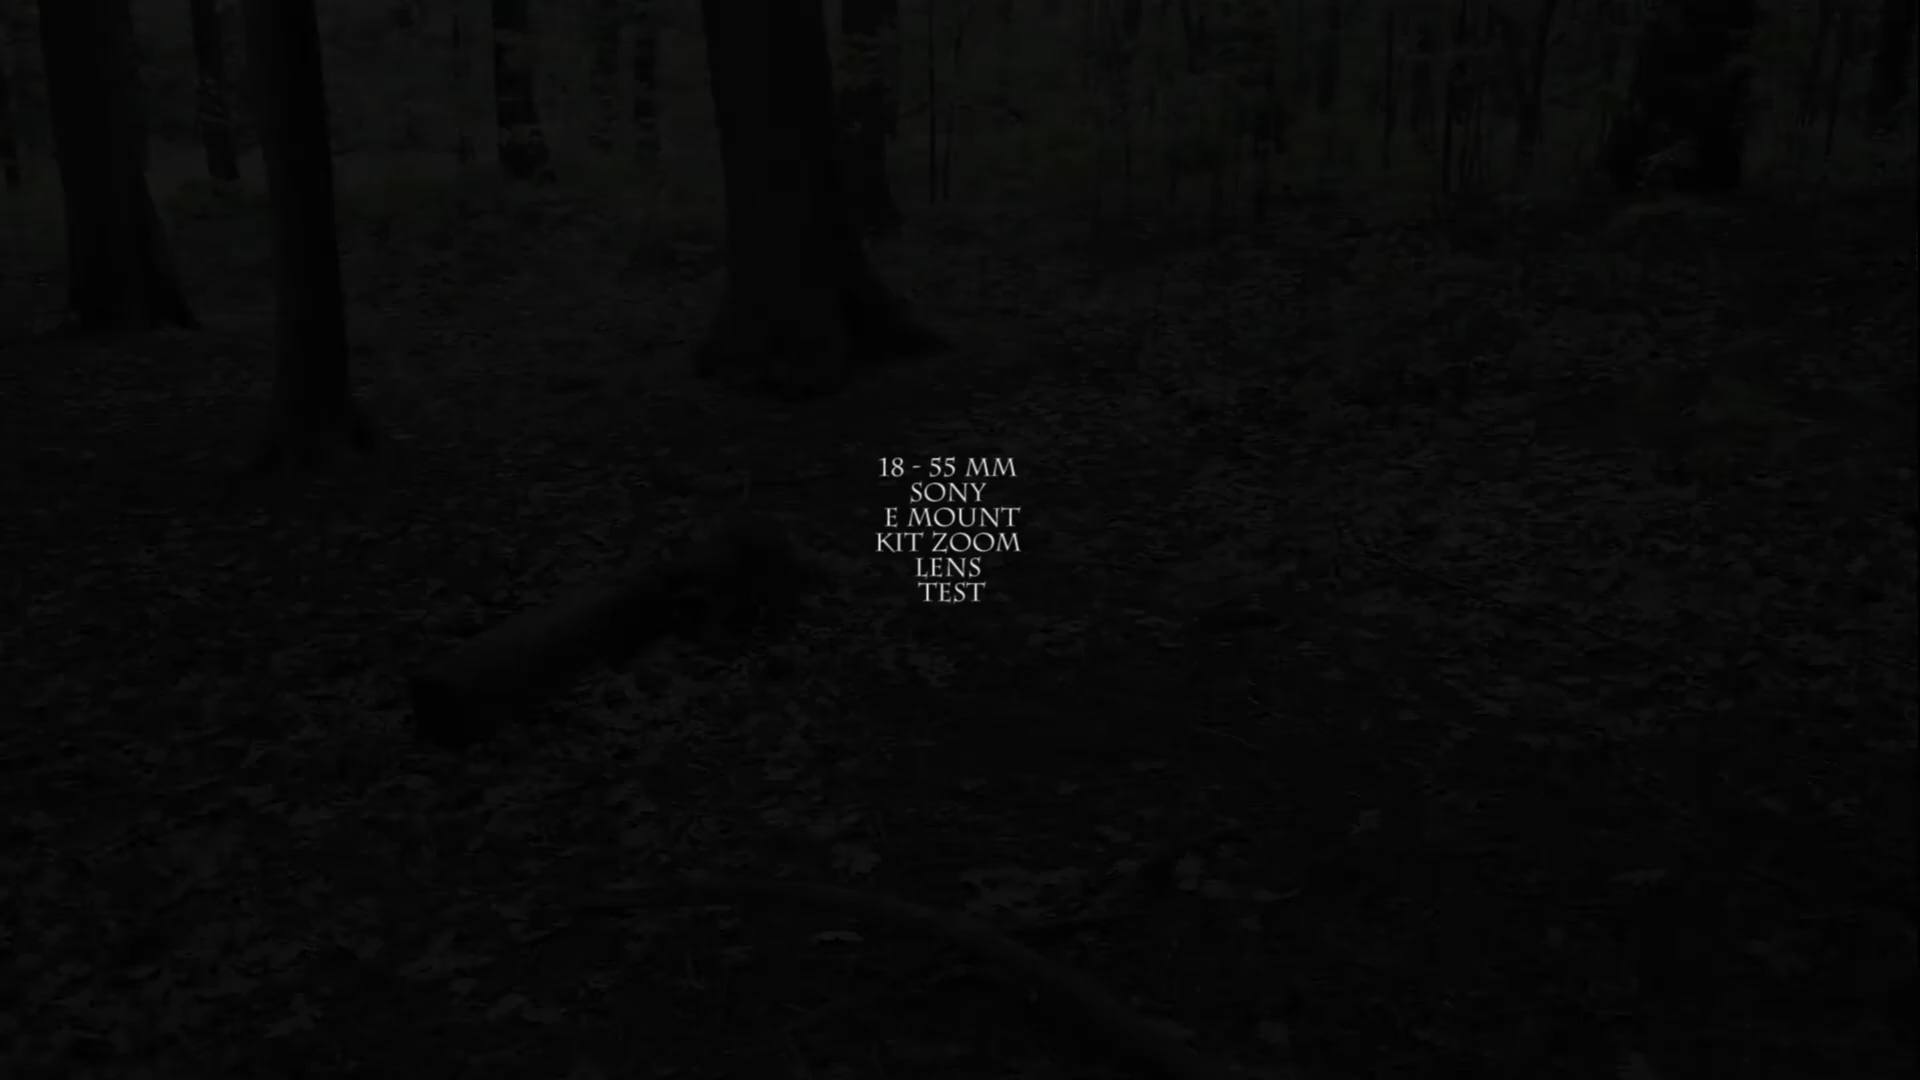 18 - 55 MM
SONY
E MOUNT
KIT ZOOM
LENS
TEST